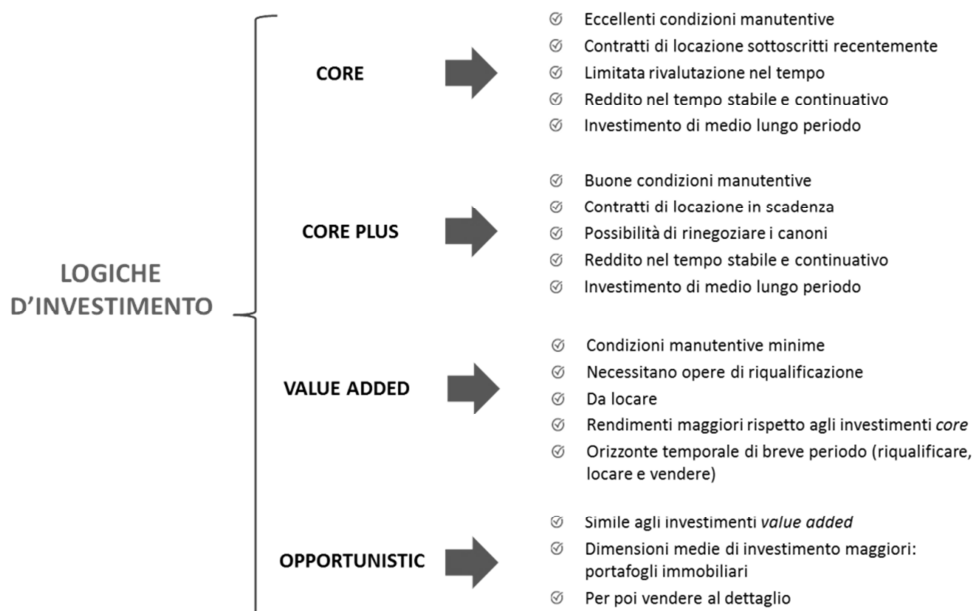 LOGICHE
D'INVESTIMENTO
CORE
Eccellenti condizioni manutentive
Contratti di locazione sottoscritti recentemente
Limitata rivalutazione nel tempo
Reddito nel tempo stabile e continuativo
Investimento di medio lungo periodo
CORE PLUS
Buone condizioni manutentive
Contratti di locazione in scadenza
Possibilità di rinegoziare i canoni
Reddito nel tempo stabile e continuativo
Investimento di medio lungo periodo
VALUE ADDED
Condizioni manutentive minime
Necessitano opere di riqualificazione
Da locare
Rendimenti maggiori rispetto agli investimenti core
Orizzonte temporale di breve periodo (riqualificare,
locare e vendere)
OPPORTUNISTIC
Simile agli investimenti value added
Dimensioni medie di investimento maggiori:
portafogli immobiliari
Per poi vendere al dettaglio